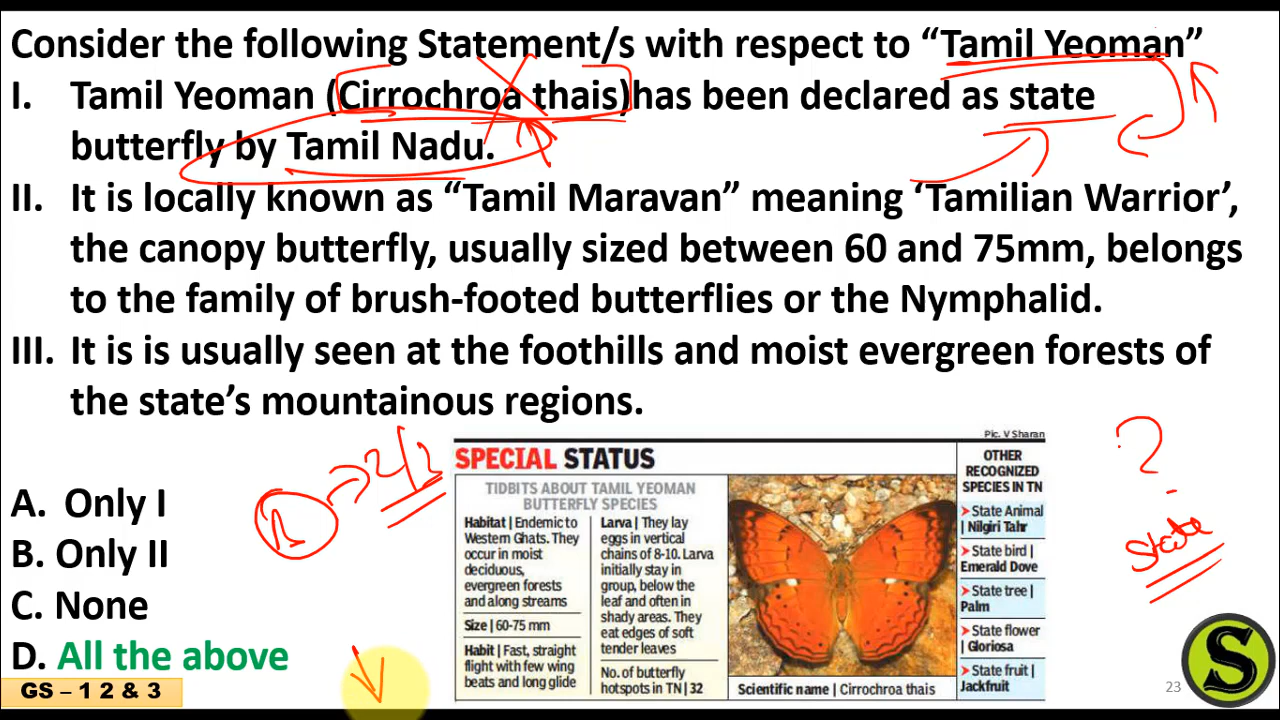 Consider the following Statement/s with respect to “Tamil Yeoman”
I. Tamil Yeoman (Cirrochroa thais)has been declared as state
butterfly by Tamil Nadu.
II. It is locally known as “Tamil Maravan” meaning ‘Tamilian Warrior’,
the canopy butterfly, usually sized between 60 and 75mm, belongs
to the family of brush-footed butterflies or the Nymphalid.
III. It is is usually seen at the foothills and moist evergreen forests of
the state’s mountainous regions.
A. Only I
B. Only II
C. None
D. All the above
GS – 1 2 & 3
Pic. V Sharan
SPECIAL STATUS
TIDBITS ABOUT TAMIL YEOMAN
BUTTERFLY SPECIES
Habitat | Endemic to
Western Ghats. They
occur in moist
deciduous,
evergreen forests
and along streams
Size | 60-75 mm
Habit | Fast, straight
flight with few wing
beats and long glide
Larva | They lay
eggs in vertical
chains of 8-10. Larva
initially stay in
group, below the
leaf and often in
shady areas. They
eat edges of soft
tender leaves
No. of butterfly
hotspots in TN | 32
Scientific name | Cirrochroa thais
OTHER
RECOGNIZED
SPECIES IN TN
➤ State Animal
| Nilgiri Tahr
➤ State bird |
Emerald Dove
➤ State tree |
Palm
➤ State flower
| Gloriosa
➤ State fruit |
Jackfruit
?
State
23
S